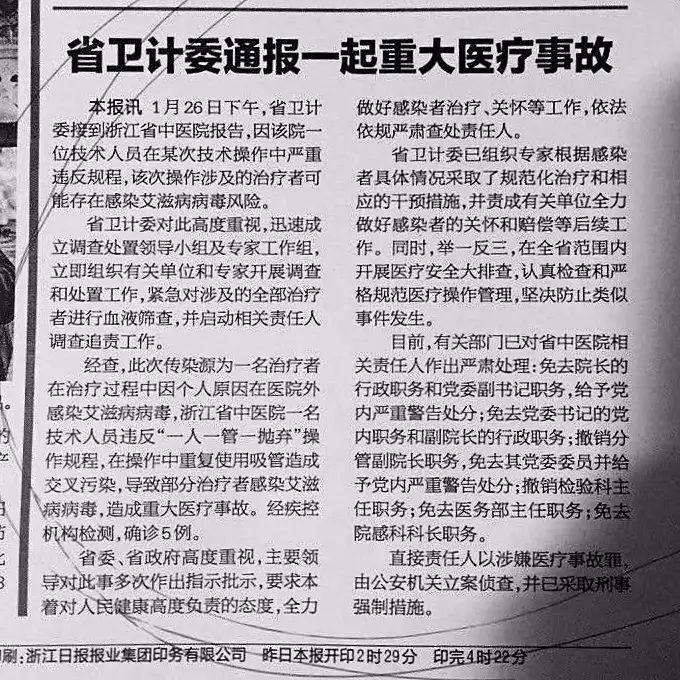 省卫计委通报一起重大医疗事故
本报讯 1月26日下午,省卫计
委接到浙江省中医院报告,因该院一
位技术人员在某次技术操作中严重
违反规程,该次操作涉及的治疗者可
能存在感染艾滋病病毒风险。
省卫计委对此高度重视,迅速成
立调查处置领导小组及专家工作组,
立即组织有关单位和专家开展调查
和处置工作,紧急对涉及的全部治疗
者进行血液筛查,并启动相关责任人
调查追责工作。
经查,此次传染源为一名治疗者
在治疗过程中因个人原因在医院外
感染艾滋病病毒,浙江省中医院一名
技术人员违反“一人一管一抛弃”操
作规程,在操作中重复使用吸管造成
交叉污染,导致部分治疗者感染艾滋
病病毒,造成重大医疗事故。经疾控
机构检测,确诊5例。
省委、省政府高度重视,主要领
导对此事多次作出指示批示,要求本
着对人民健康高度负责的态度,全力
做好感染者治疗、关怀等工作,依法
依规严肃查处责任人。
省卫计委已组织专家根据感染
者具体情况采取了规范化治疗和相
应的干预措施,并责成有关单位全力
做好感染者的关怀和赔偿等后续工
作。同时,举一反三,在全省范围内
开展医疗安全大排查,认真检查和严
格规范医疗操作管理,坚决防止类似
事件发生。
目前,有关部门已对省中医院相
关责任人作出严肃处理:免去院长的
行政职务和党委副书记职务,给予党
内严重警告处分;免去党委书记的党
内职务和副院长的行政职务;撤销分
管副院长职务,免去其党委委员并给
予党内严重警告处分;撤销检验科主
任职务;免去医务部主任职务;免去
院感科科长职务。
直接责任人以涉嫌医疗事故罪,
由公安机关立案侦查,并已采取刑事
强制措施。
印刷:浙江日报报业集团印务有限公司 昨日本报开印2时29分 印完4时22分